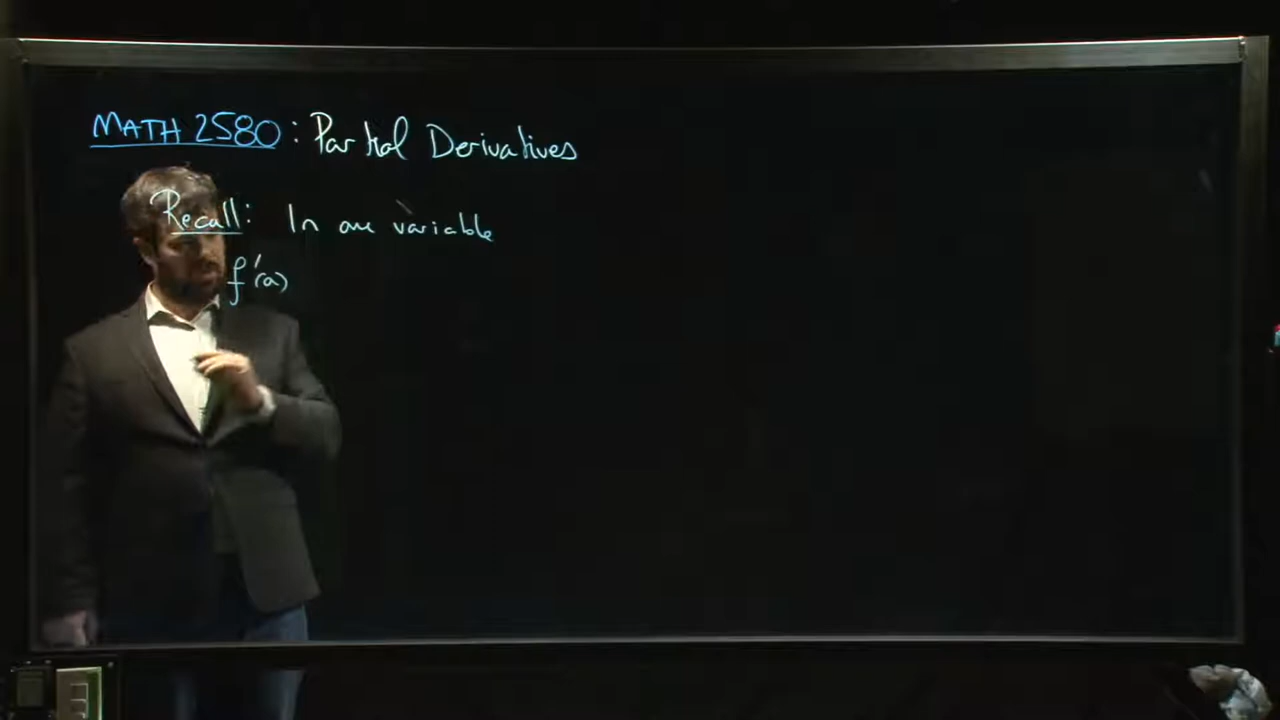 MATH 2580: Partial Derivatives
Recall: In one variable
f'(a)